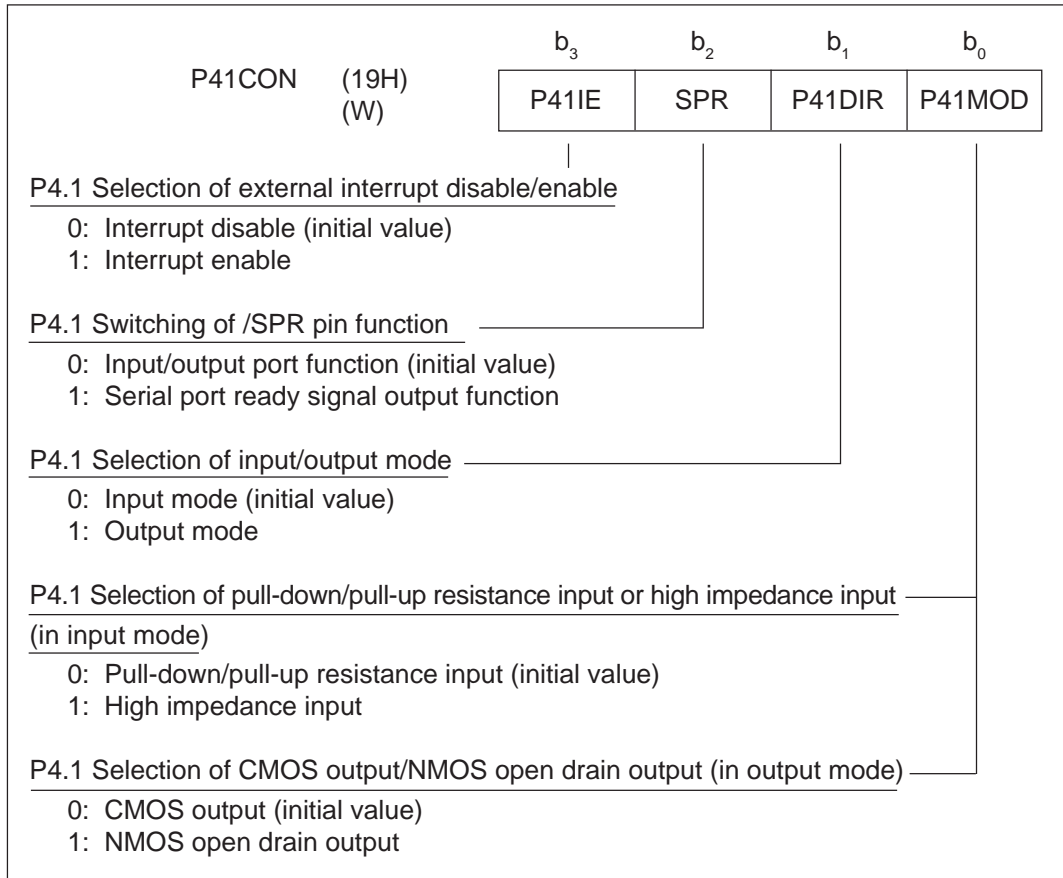 b3 b2 b1 b0
P41CON (19H)
(W)
P41IE SPR P41DIR P41MOD
P4.1 Selection of external interrupt disable/enable
0: Interrupt disable (initial value)
1: Interrupt enable
P4.1 Switching of /SPR pin function
0: Input/output port function (initial value)
1: Serial port ready signal output function
P4.1 Selection of input/output mode
0: Input mode (initial value)
1: Output mode
P4.1 Selection of pull-down/pull-up resistance input or high impedance input
(in input mode)
0: Pull-down/pull-up resistance input (initial value)
1: High impedance input
P4.1 Selection of CMOS output/NMOS open drain output (in output mode)
0: CMOS output (initial value)
1: NMOS open drain output